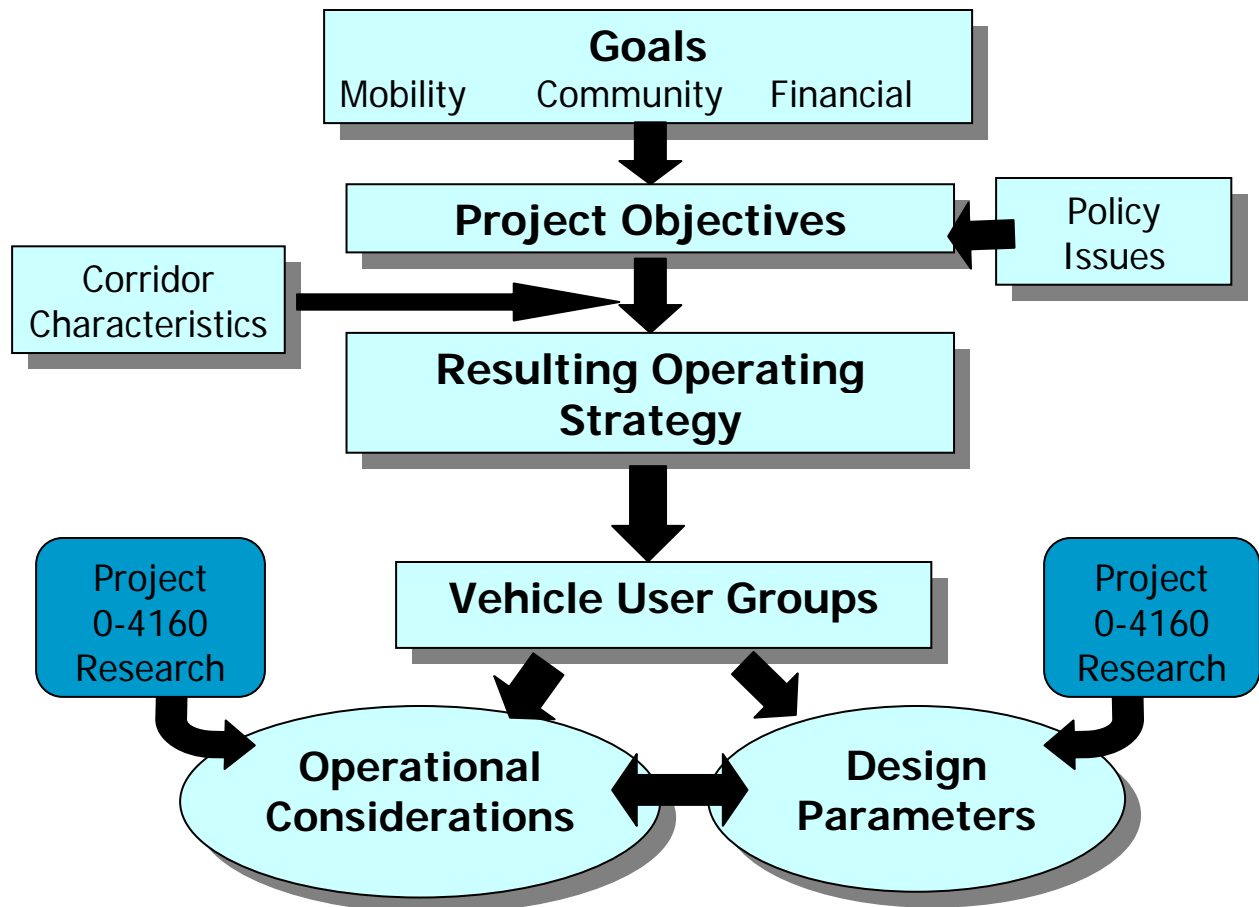 Goals
Mobility Community Financial
Project Objectives
Policy
Issues
Corridor
Characteristics
Resulting Operating
Strategy
Vehicle User Groups
Project
0-4160
Research
Project
0-4160
Research
Operational
Considerations
Design
Parameters